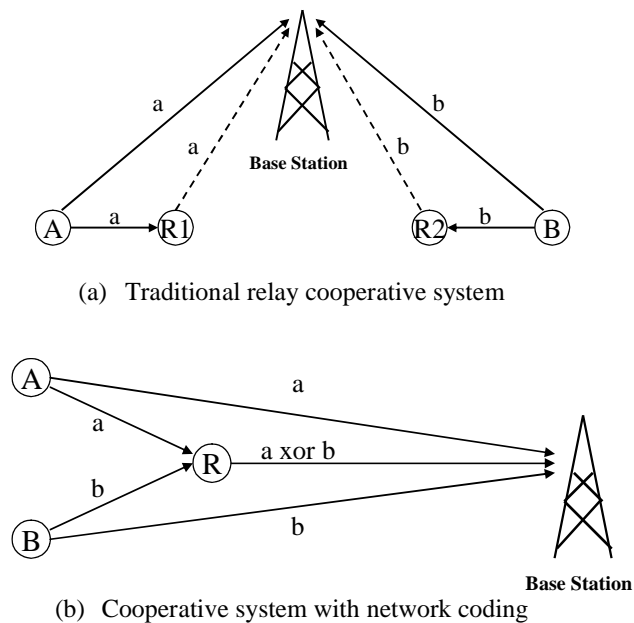 a
b
a
b
Base Station
A
a
R1
R2
b
B
(a) Traditional relay cooperative system
A
a
a
R
a xor b
b
B
b
Base Station
(b) Cooperative system with network coding